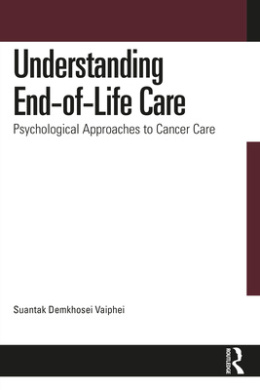 Understanding
End-of-Life Care
Psychological Approaches to Cancer Care
Suantak Demkhosei Vaiphei
ROUTLEDGE